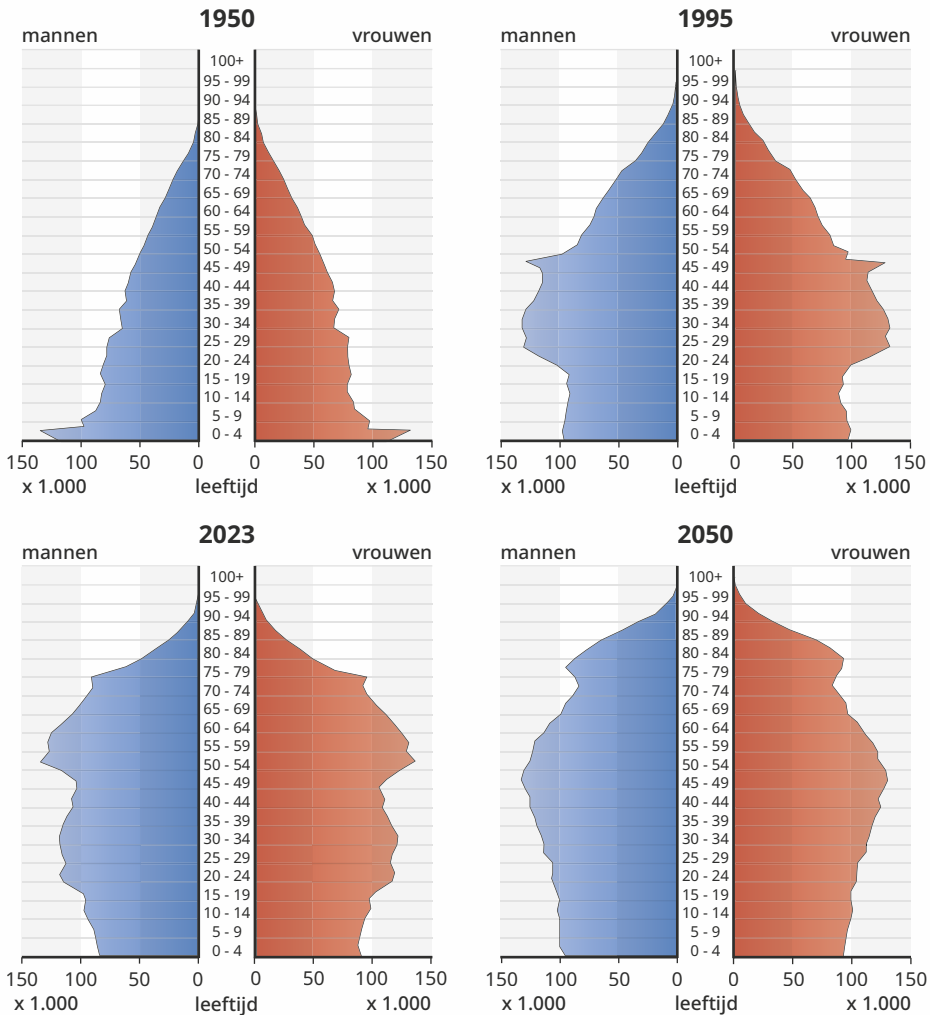 1950
mannen vrouwen
100+
95 - 99
90 - 94
85 - 89
80 - 84
75 - 79
70 - 74
65 - 69
60 - 64
55 - 59
50 - 54
45 - 49
40 - 44
35 - 39
30 - 34
25 - 29
20 - 24
15 - 19
10 - 14
5 - 9
0 - 4
150 100 50 0 0 50 100 150
x 1.000 leeftijd x 1.000
1995
mannen vrouwen
100+
95 - 99
90 - 94
85 - 89
80 - 84
75 - 79
70 - 74
65 - 69
60 - 64
55 - 59
50 - 54
45 - 49
40 - 44
35 - 39
30 - 34
25 - 29
20 - 24
15 - 19
10 - 14
5 - 9
0 - 4
150 100 50 0 0 50 100 150
x 1.000 leeftijd x 1.000
2023
mannen vrouwen
100+
95 - 99
90 - 94
85 - 89
80 - 84
75 - 79
70 - 74
65 - 69
60 - 64
55 - 59
50 - 54
45 - 49
40 - 44
35 - 39
30 - 34
25 - 29
20 - 24
15 - 19
10 - 14
5 - 9
0 - 4
150 100 50 0 0 50 100 150
x 1.000 leeftijd x 1.000
2050
mannen vrouwen
100+
95 - 99
90 - 94
85 - 89
80 - 84
75 - 79
70 - 74
65 - 69
60 - 64
55 - 59
50 - 54
45 - 49
40 - 44
35 - 39
30 - 34
25 - 29
20 - 24
15 - 19
10 - 14
5 - 9
0 - 4
150 100 50 0 0 50 100 150
x 1.000 leeftijd x 1.000